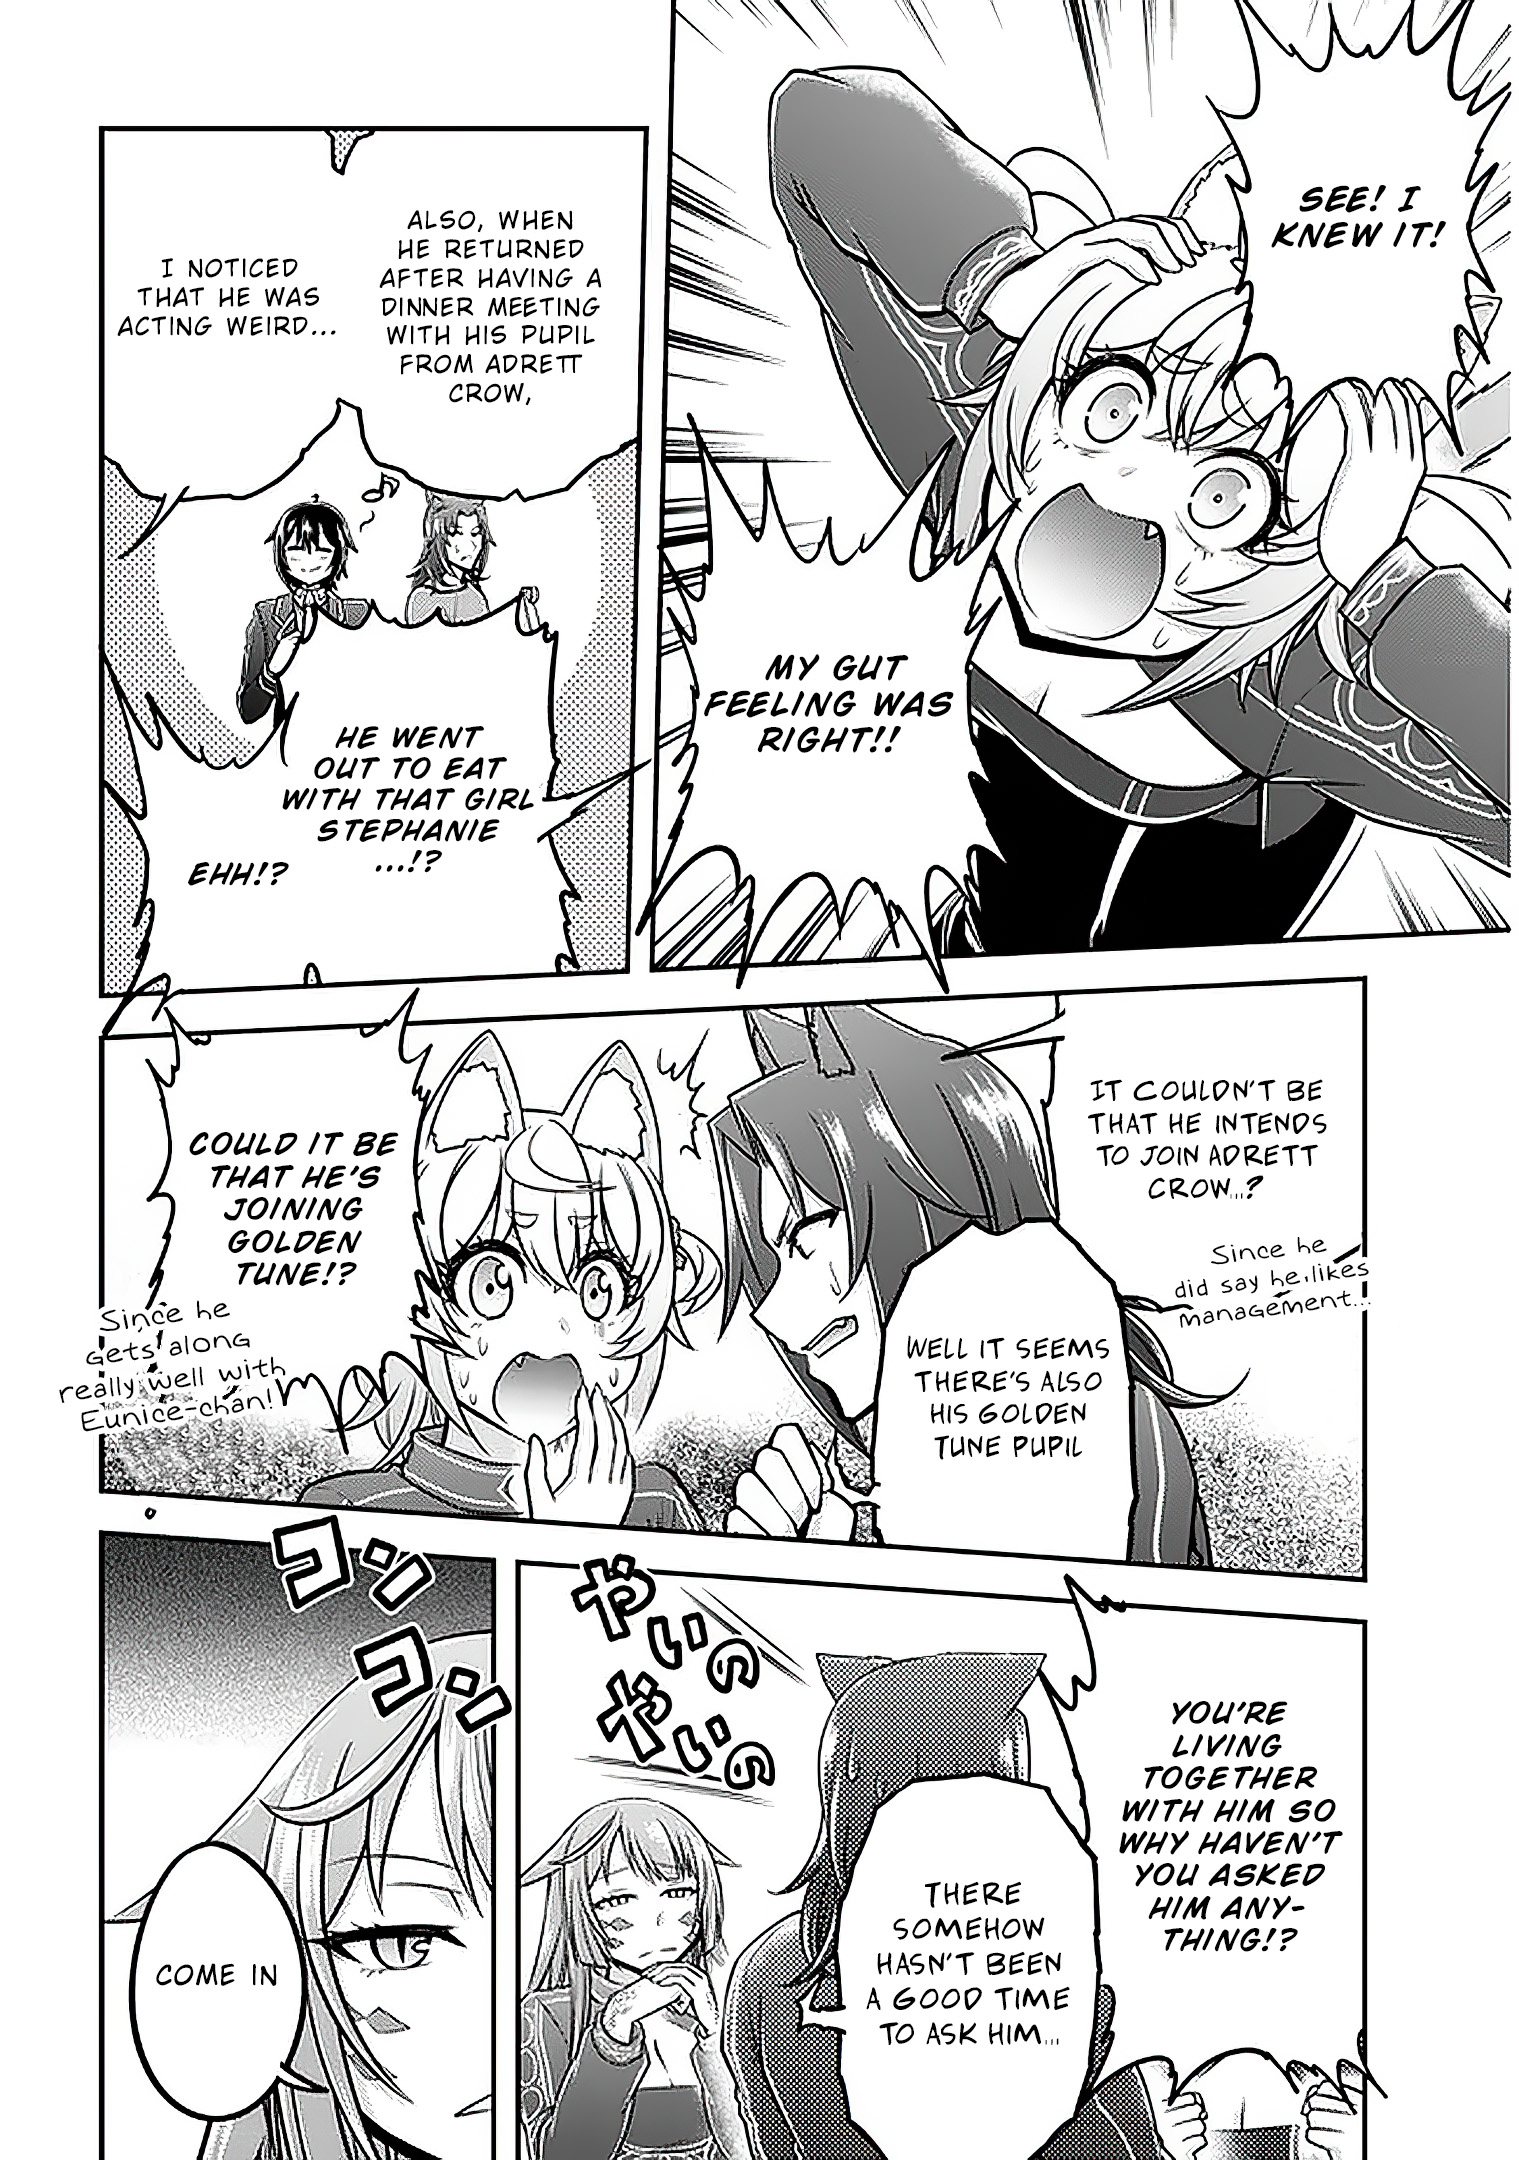 SEE! I
KNEW IT!
MY GUT
FEELING WAS
RIGHT!!
ALSO, WHEN
HE RETURNED
AFTER HAVING A
DINNER MEETING
WITH HIS PUPIL
FROM ADRETT
CROW,
I NOTICED
THAT HE WAS
ACTING WEIRD...
HE WENT
OUT TO EAT
WITH THAT GIRL
STEPHANIE
...!?
EHH!?
IT COULDN'T BE
THAT HE INTENDS
TO JOIN ADRETT
CROW...?
Since he
did say he likes
management...
WELL IT SEEMS
THERE'S ALSO
HIS GOLDEN
TUNE PUPIL
COULD IT BE
THAT HE'S
JOINING
GOLDEN
TUNE!?
Since he
gets along
really well with
Eunice-chan!
YOU'RE
LIVING
TOGETHER
WITH HIM SO
WHY HAVEN'T
YOU ASKED
HIM ANY-
THING!?
THERE
SOMEHOW
HASN'T BEEN
A GOOD TIME
TO ASK HIM...
やいの
やいの
コンコン
COME IN